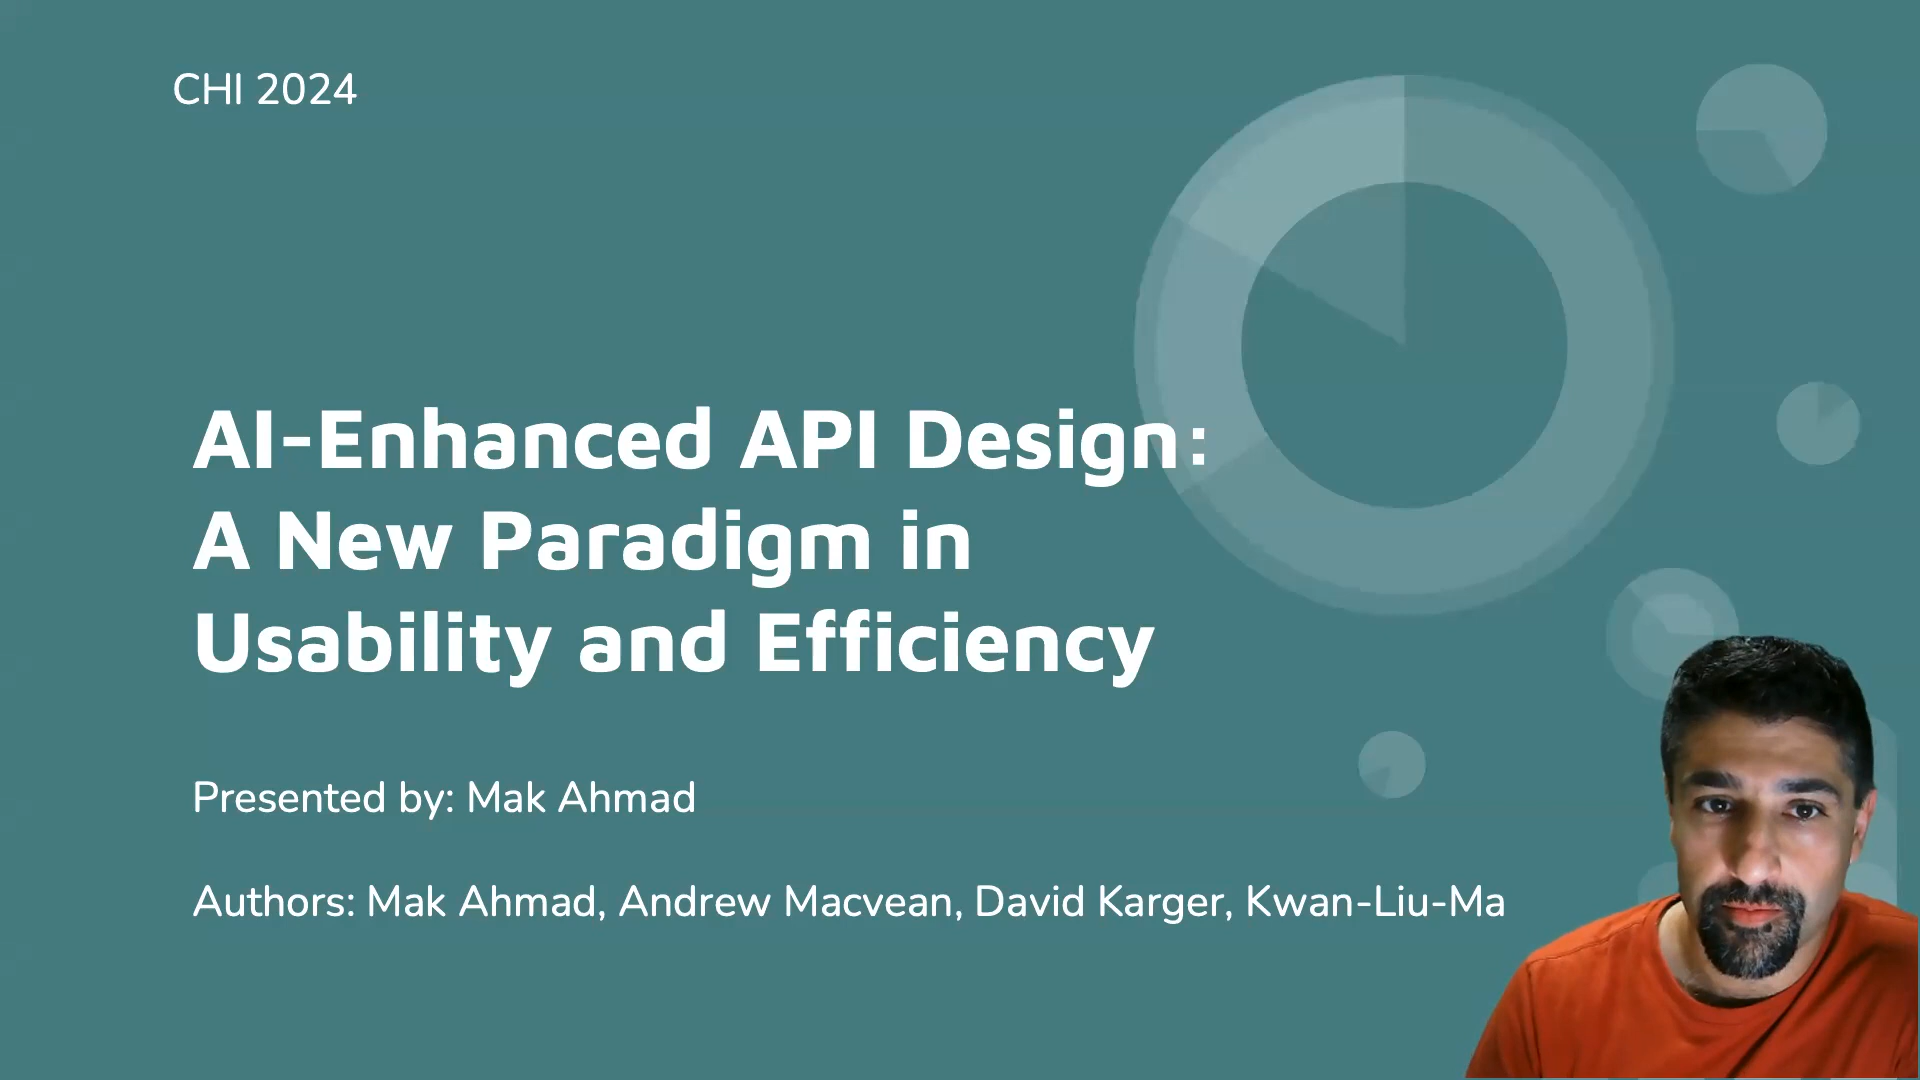 CHI 2024
AI-Enhanced API Design:
A New Paradigm in
Usability and Efficiency
Presented by: Mak Ahmad
Authors: Mak Ahmad, Andrew Macvean, David Karger, Kwan-Liu-Ma